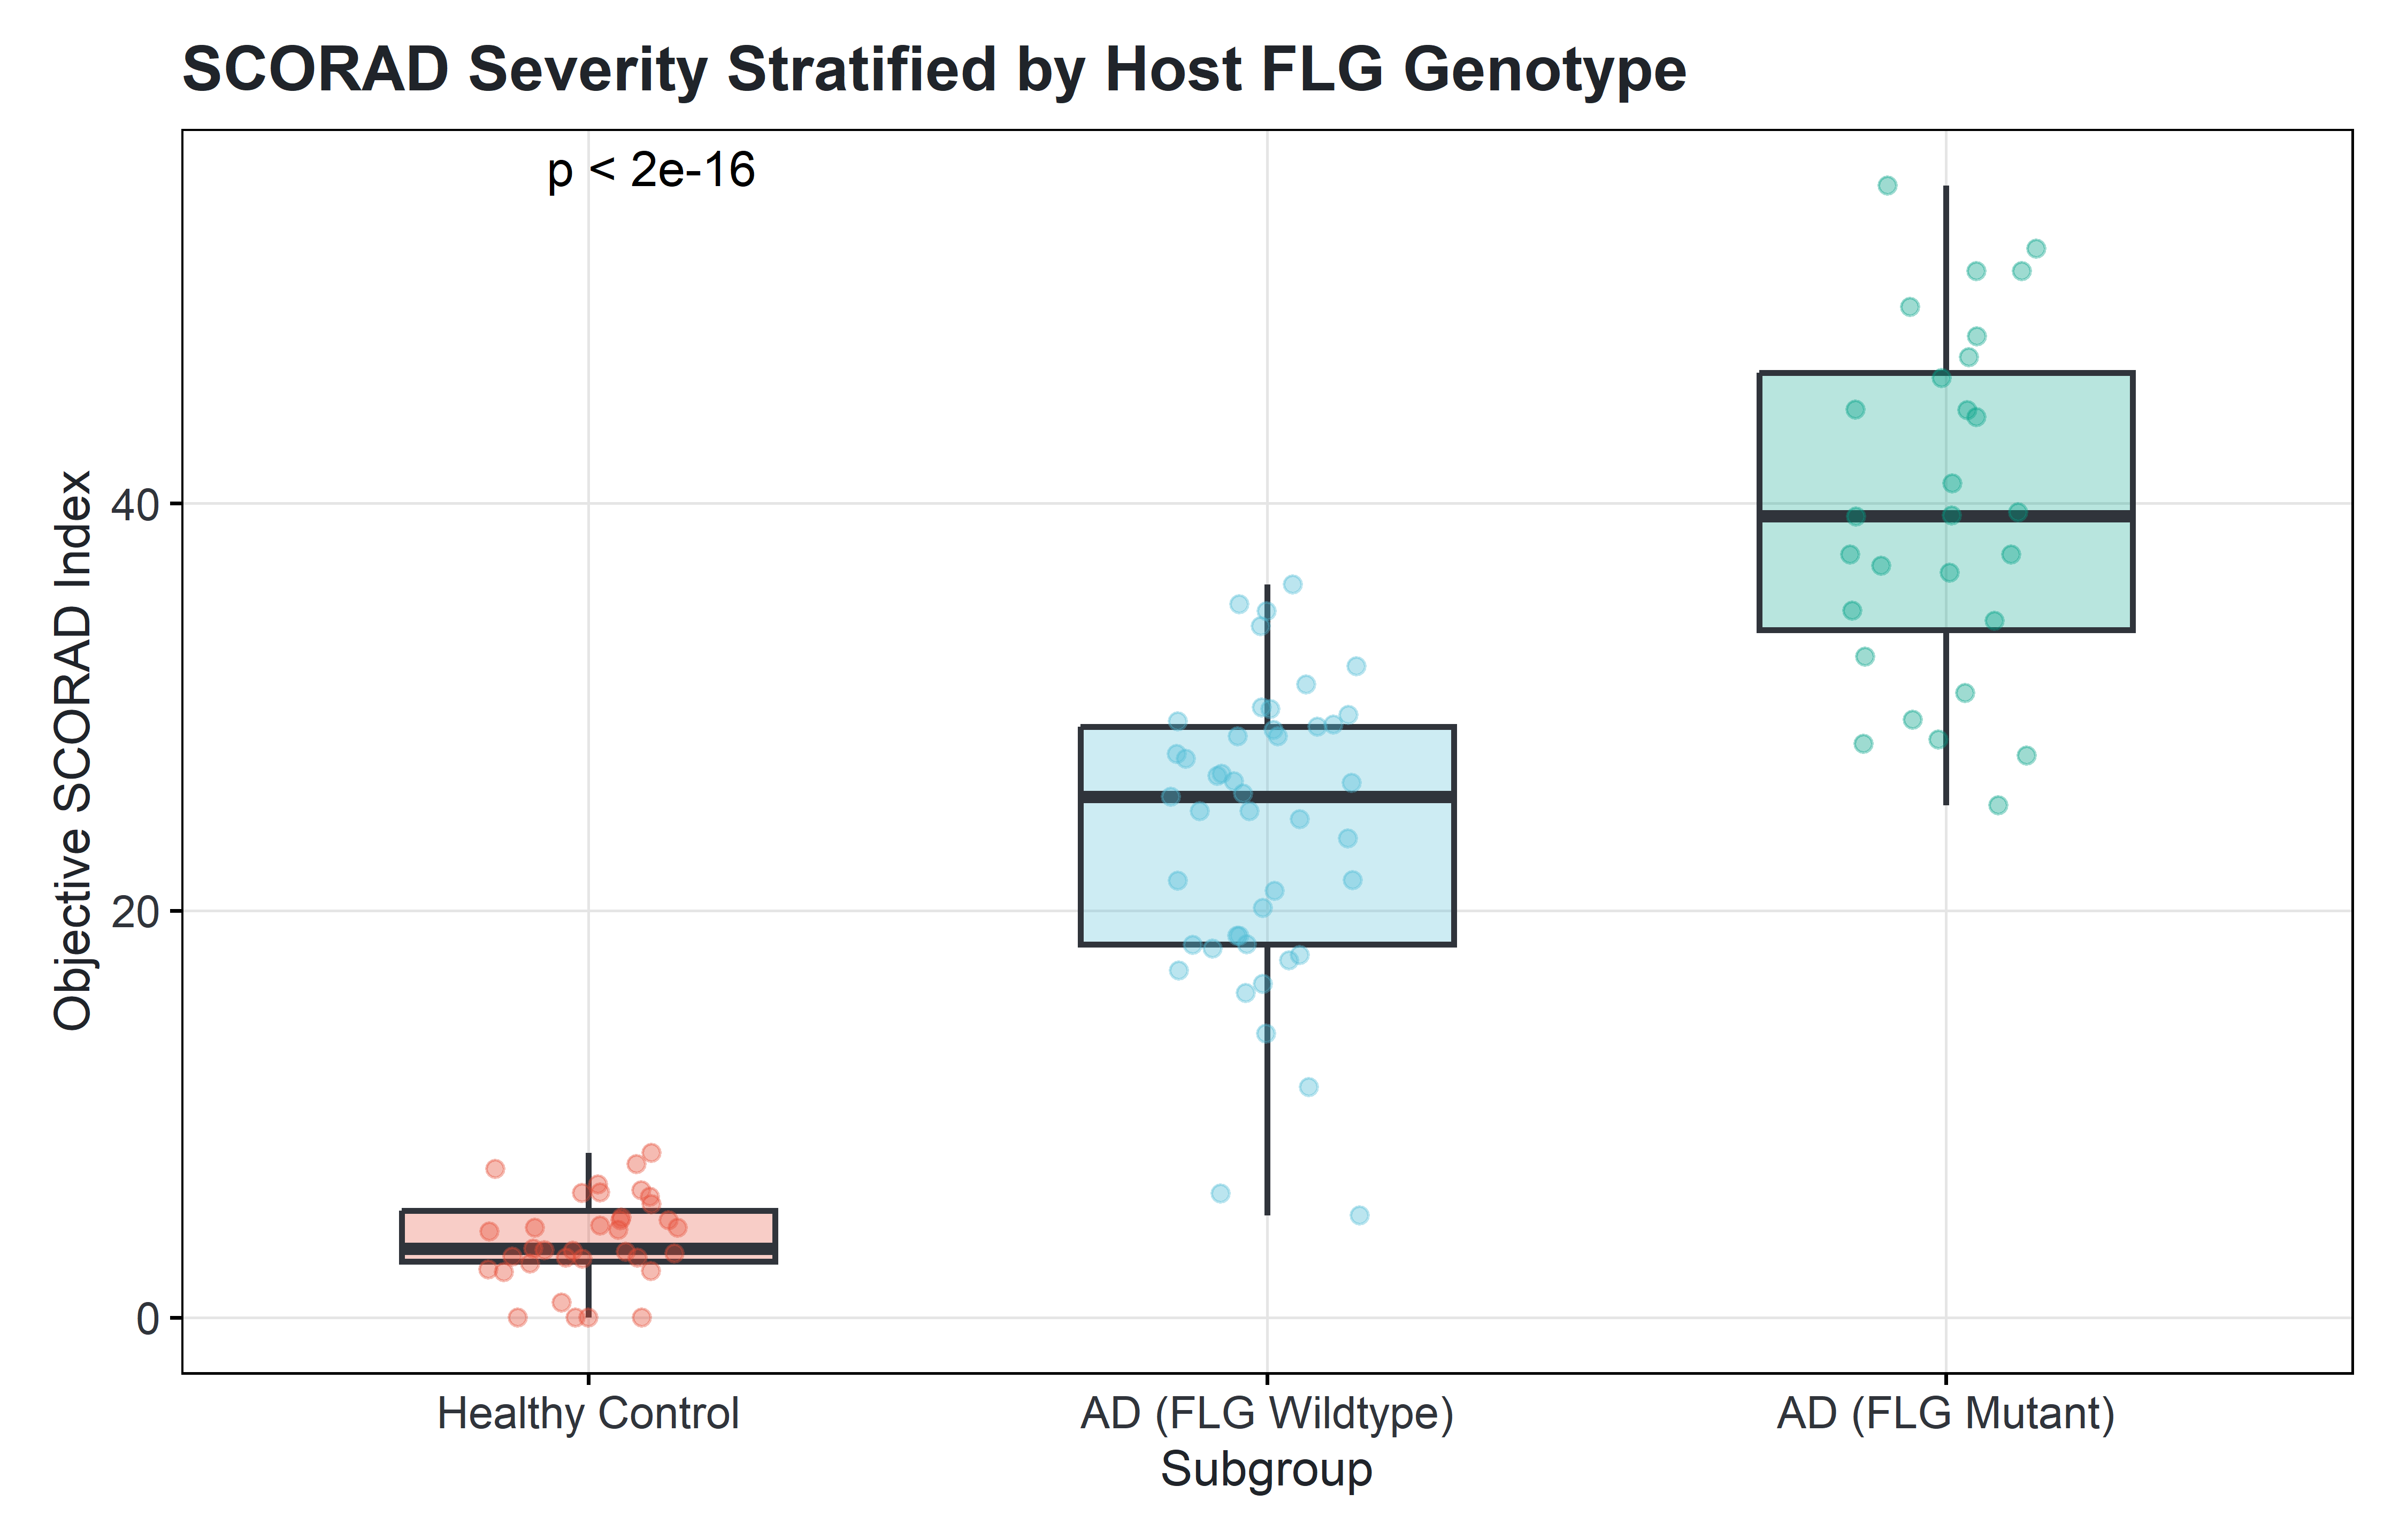 SCORAD Severity Stratified by Host FLG Genotype
p < 2e-16
Objective SCORAD Index
40
20
0
Healthy Control
AD (FLG Wildtype)
AD (FLG Mutant)
Subgroup